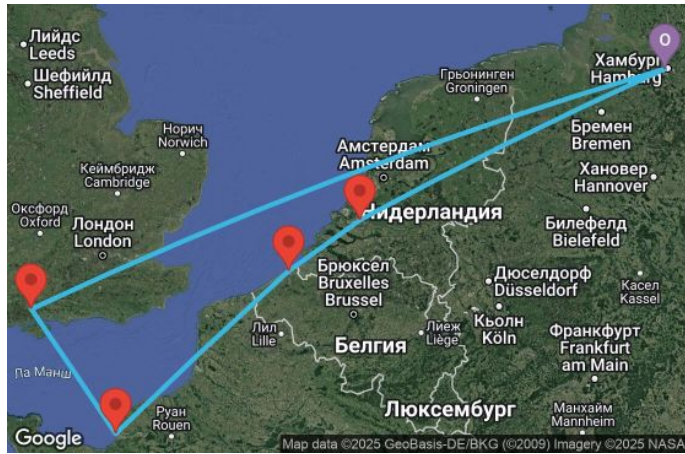 Лийдс
Leeds
Шефийлд
Sheffield
Норич
Norwich
Кеймбридж
Cambridge
Оксфорд
Oxford
Лондон
London
O
Хамбург
Hamburg
Грьонинген
Groningen
Бремен
Bremen
Амстердам
Amsterdam
Хановер
Hannover
Нидерландия
Билефелд
Bielefeld
Брюксел
Bruxelles
Brussel
Дюселдорф
Düsseldorf
Касел
Kassel
Лил
Lille
Лиеж
Liège
Кьолн
Köln
Белгия
Франкфурт
Frankfurt
am Main
Ла Манш
Руан
Rouen
Люксембург
Манхайм
Mannheim
Google
Map data ©2025 GeoBasis-DE/BKG (©2009) Imagery ©2025 NASA